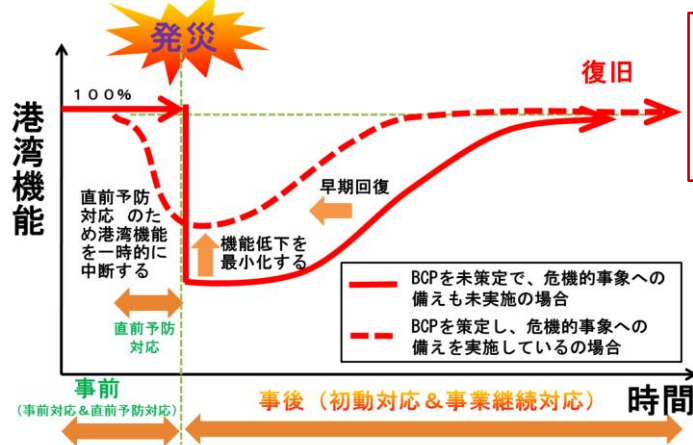 発災
復旧
１００％
港湾機能
直前予防
対応 のた
め港湾機能
を一時的に
中断する
早期回復
機能低下を
最小化する
BCPを未策定で、危機的事象への
備えも未実施の場合
BCPを策定し、危機的事象への
備えを実施しているの場合
直前予防
対応
事前
（事前対応＆直前予防対応）
事後（初動対応＆事業継続対応）
時間